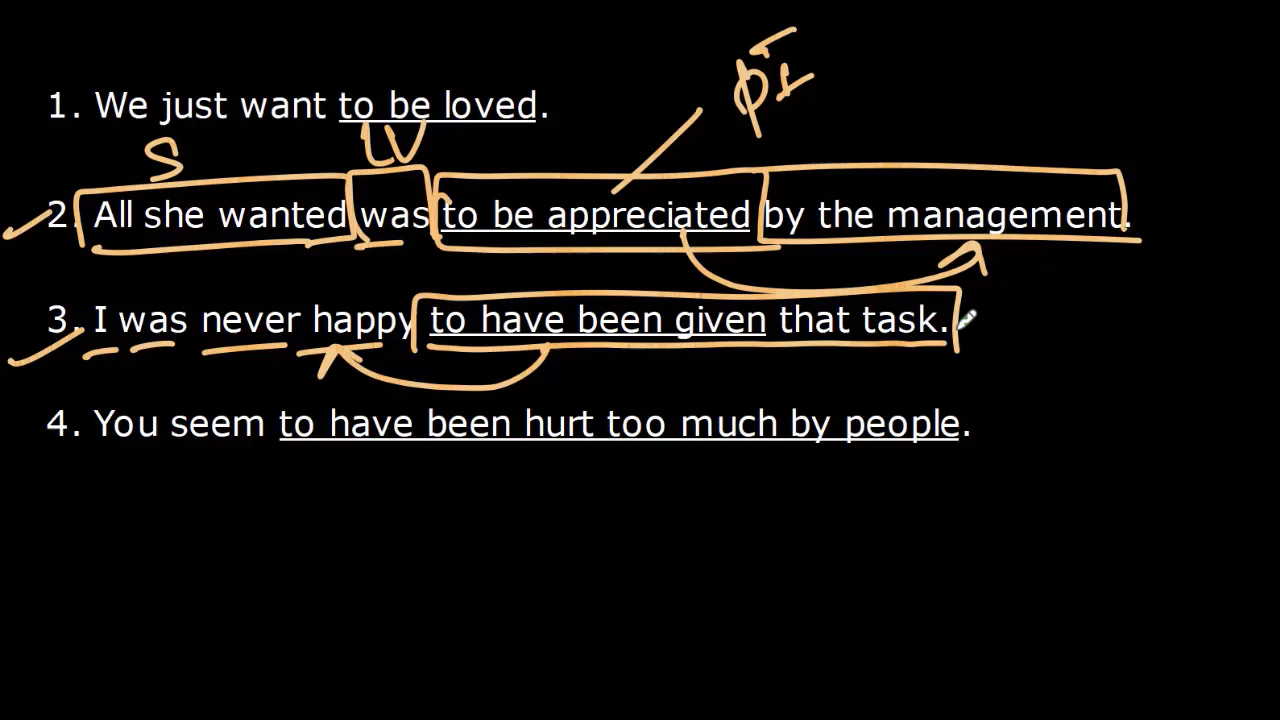 1. We just want to be loved.
S
LV
pr
2. All she wanted was to be appreciated by the management.
3. I was never happy to have been given that task.
4. You seem to have been hurt too much by people.